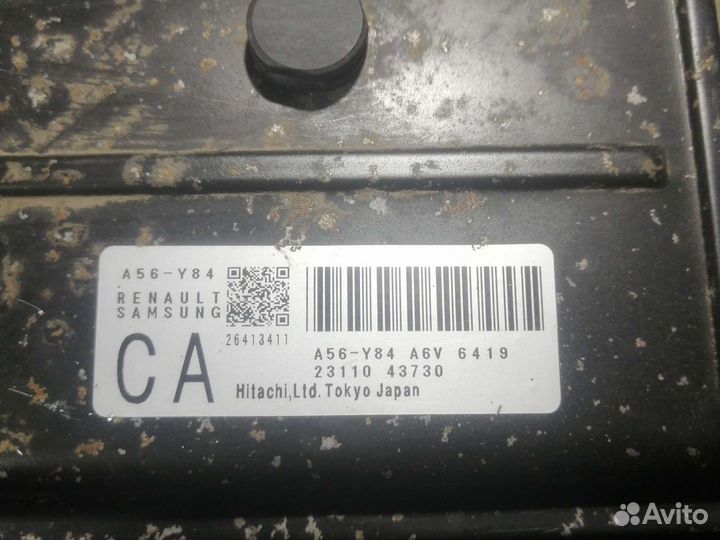 A56-Y84
RENAULT
SAMSUNG
26413411
CA
A56-Y84 A6V 6419
23110 43730
Hitachi,Ltd.Tokyo Japan
Avito